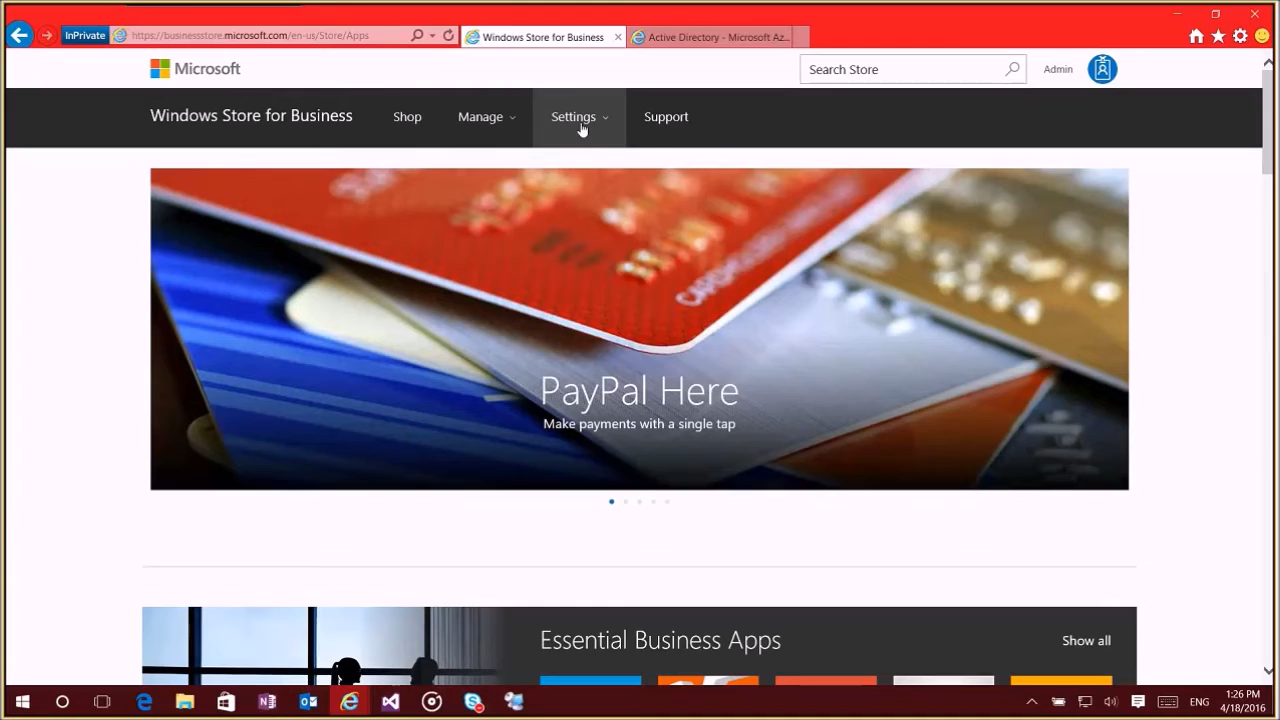 InPrivate
https://businessstore.microsoft.com/en-us/Store/Apps
Windows Store for Business
Active Directory - Microsoft Az...
Microsoft
Search Store
Admin
Windows Store for Business
Shop
Manage
Settings
Support
PayPal Here
Make payments with a single tap
Essential Business Apps
Show all
ENG
1:26 PM
4/18/2016